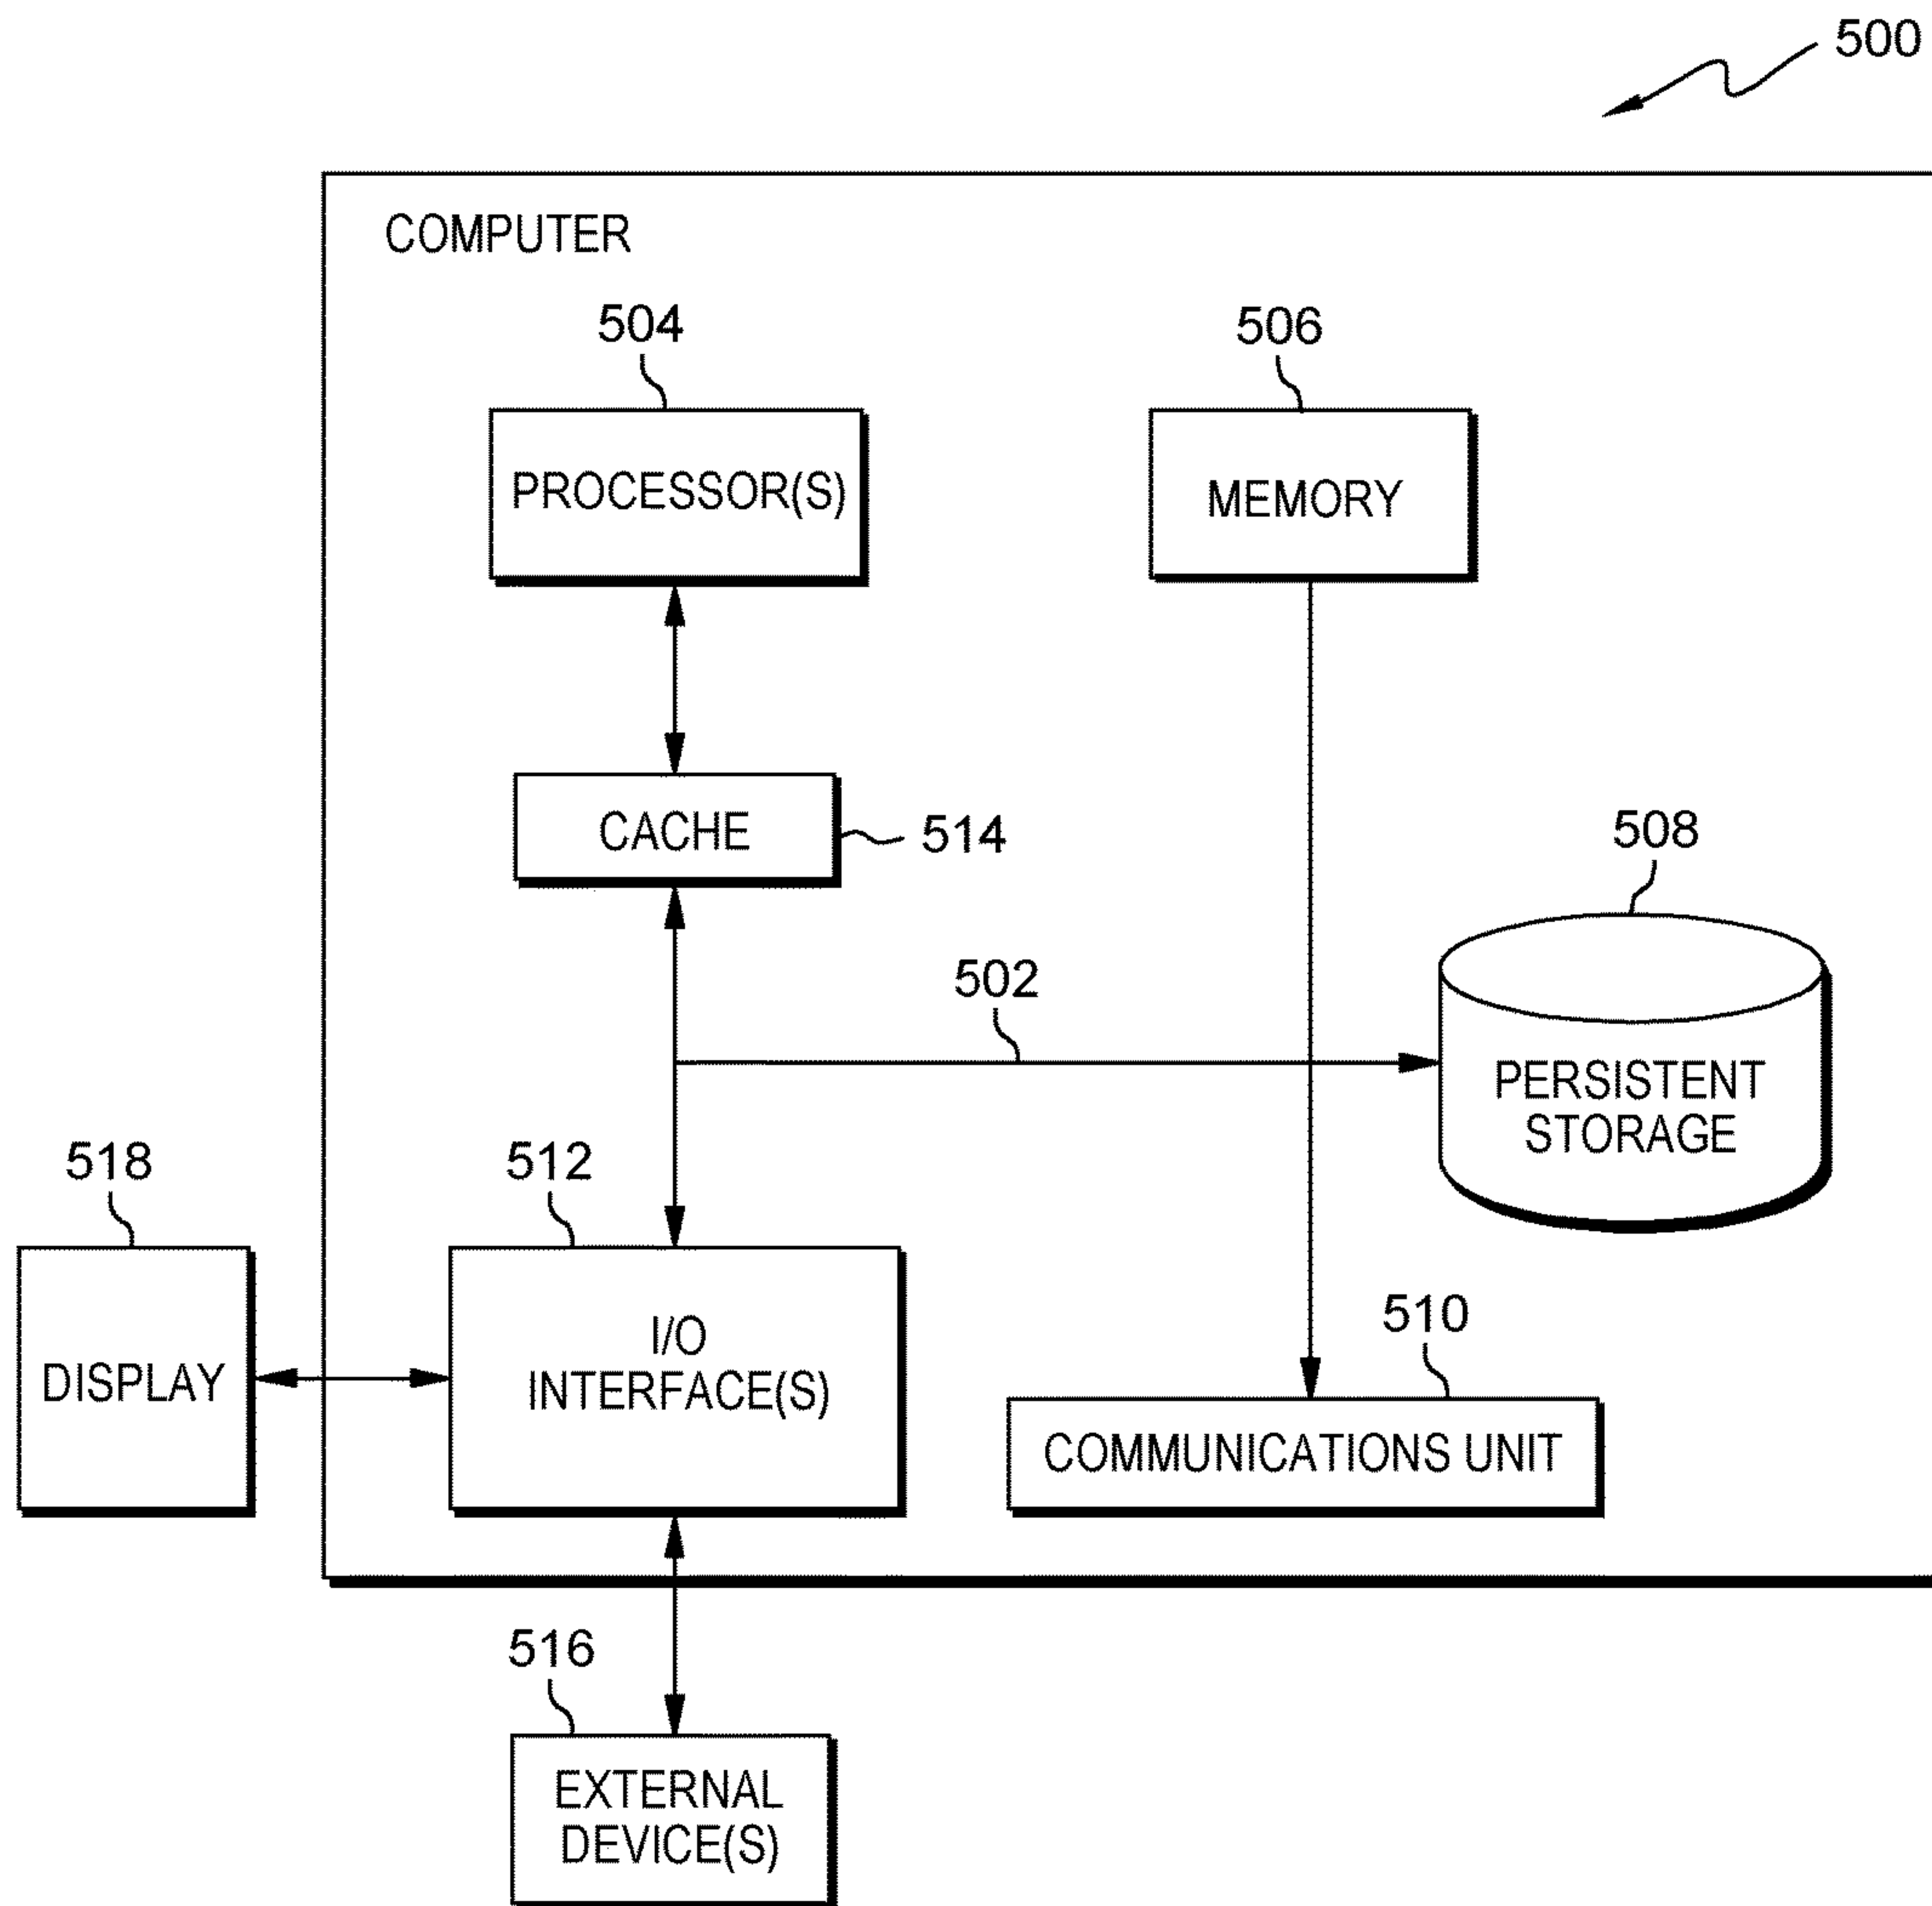 500
COMPUTER
504
506
PROCESSOR(S)
MEMORY
CACHE
514
508
502
PERSISTENT
STORAGE
518
512
I/O
INTERFACE(S)
DISPLAY
510
COMMUNICATIONS UNIT
516
EXTERNAL
DEVICE(S)